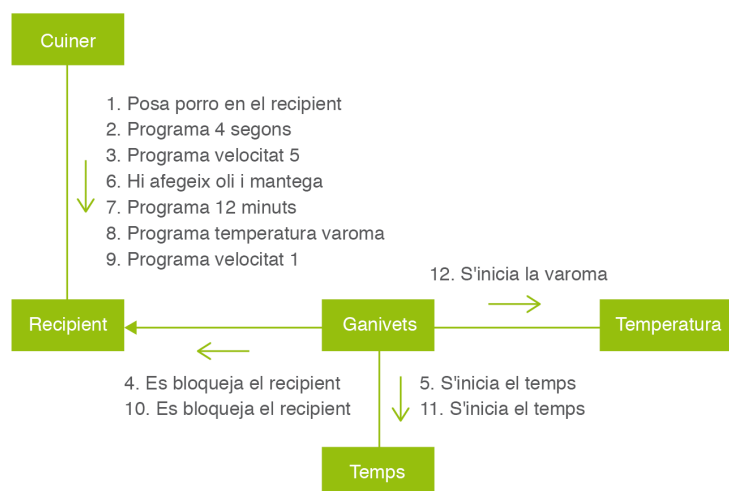 Cuiner
1. Posa porro en el recipient
2. Programa 4 segons
3. Programa velocitat 5
6. Hi afegeix oli i mantega
7. Programa 12 minuts
8. Programa temperatura varoma
9. Programa velocitat 1
12. S'inicia la varoma
Recipient
Ganivets
Temperatura
4. Es bloqueja el recipient
10. Es bloqueja el recipient
5. S'inicia el temps
11. S'inicia el temps
Temps